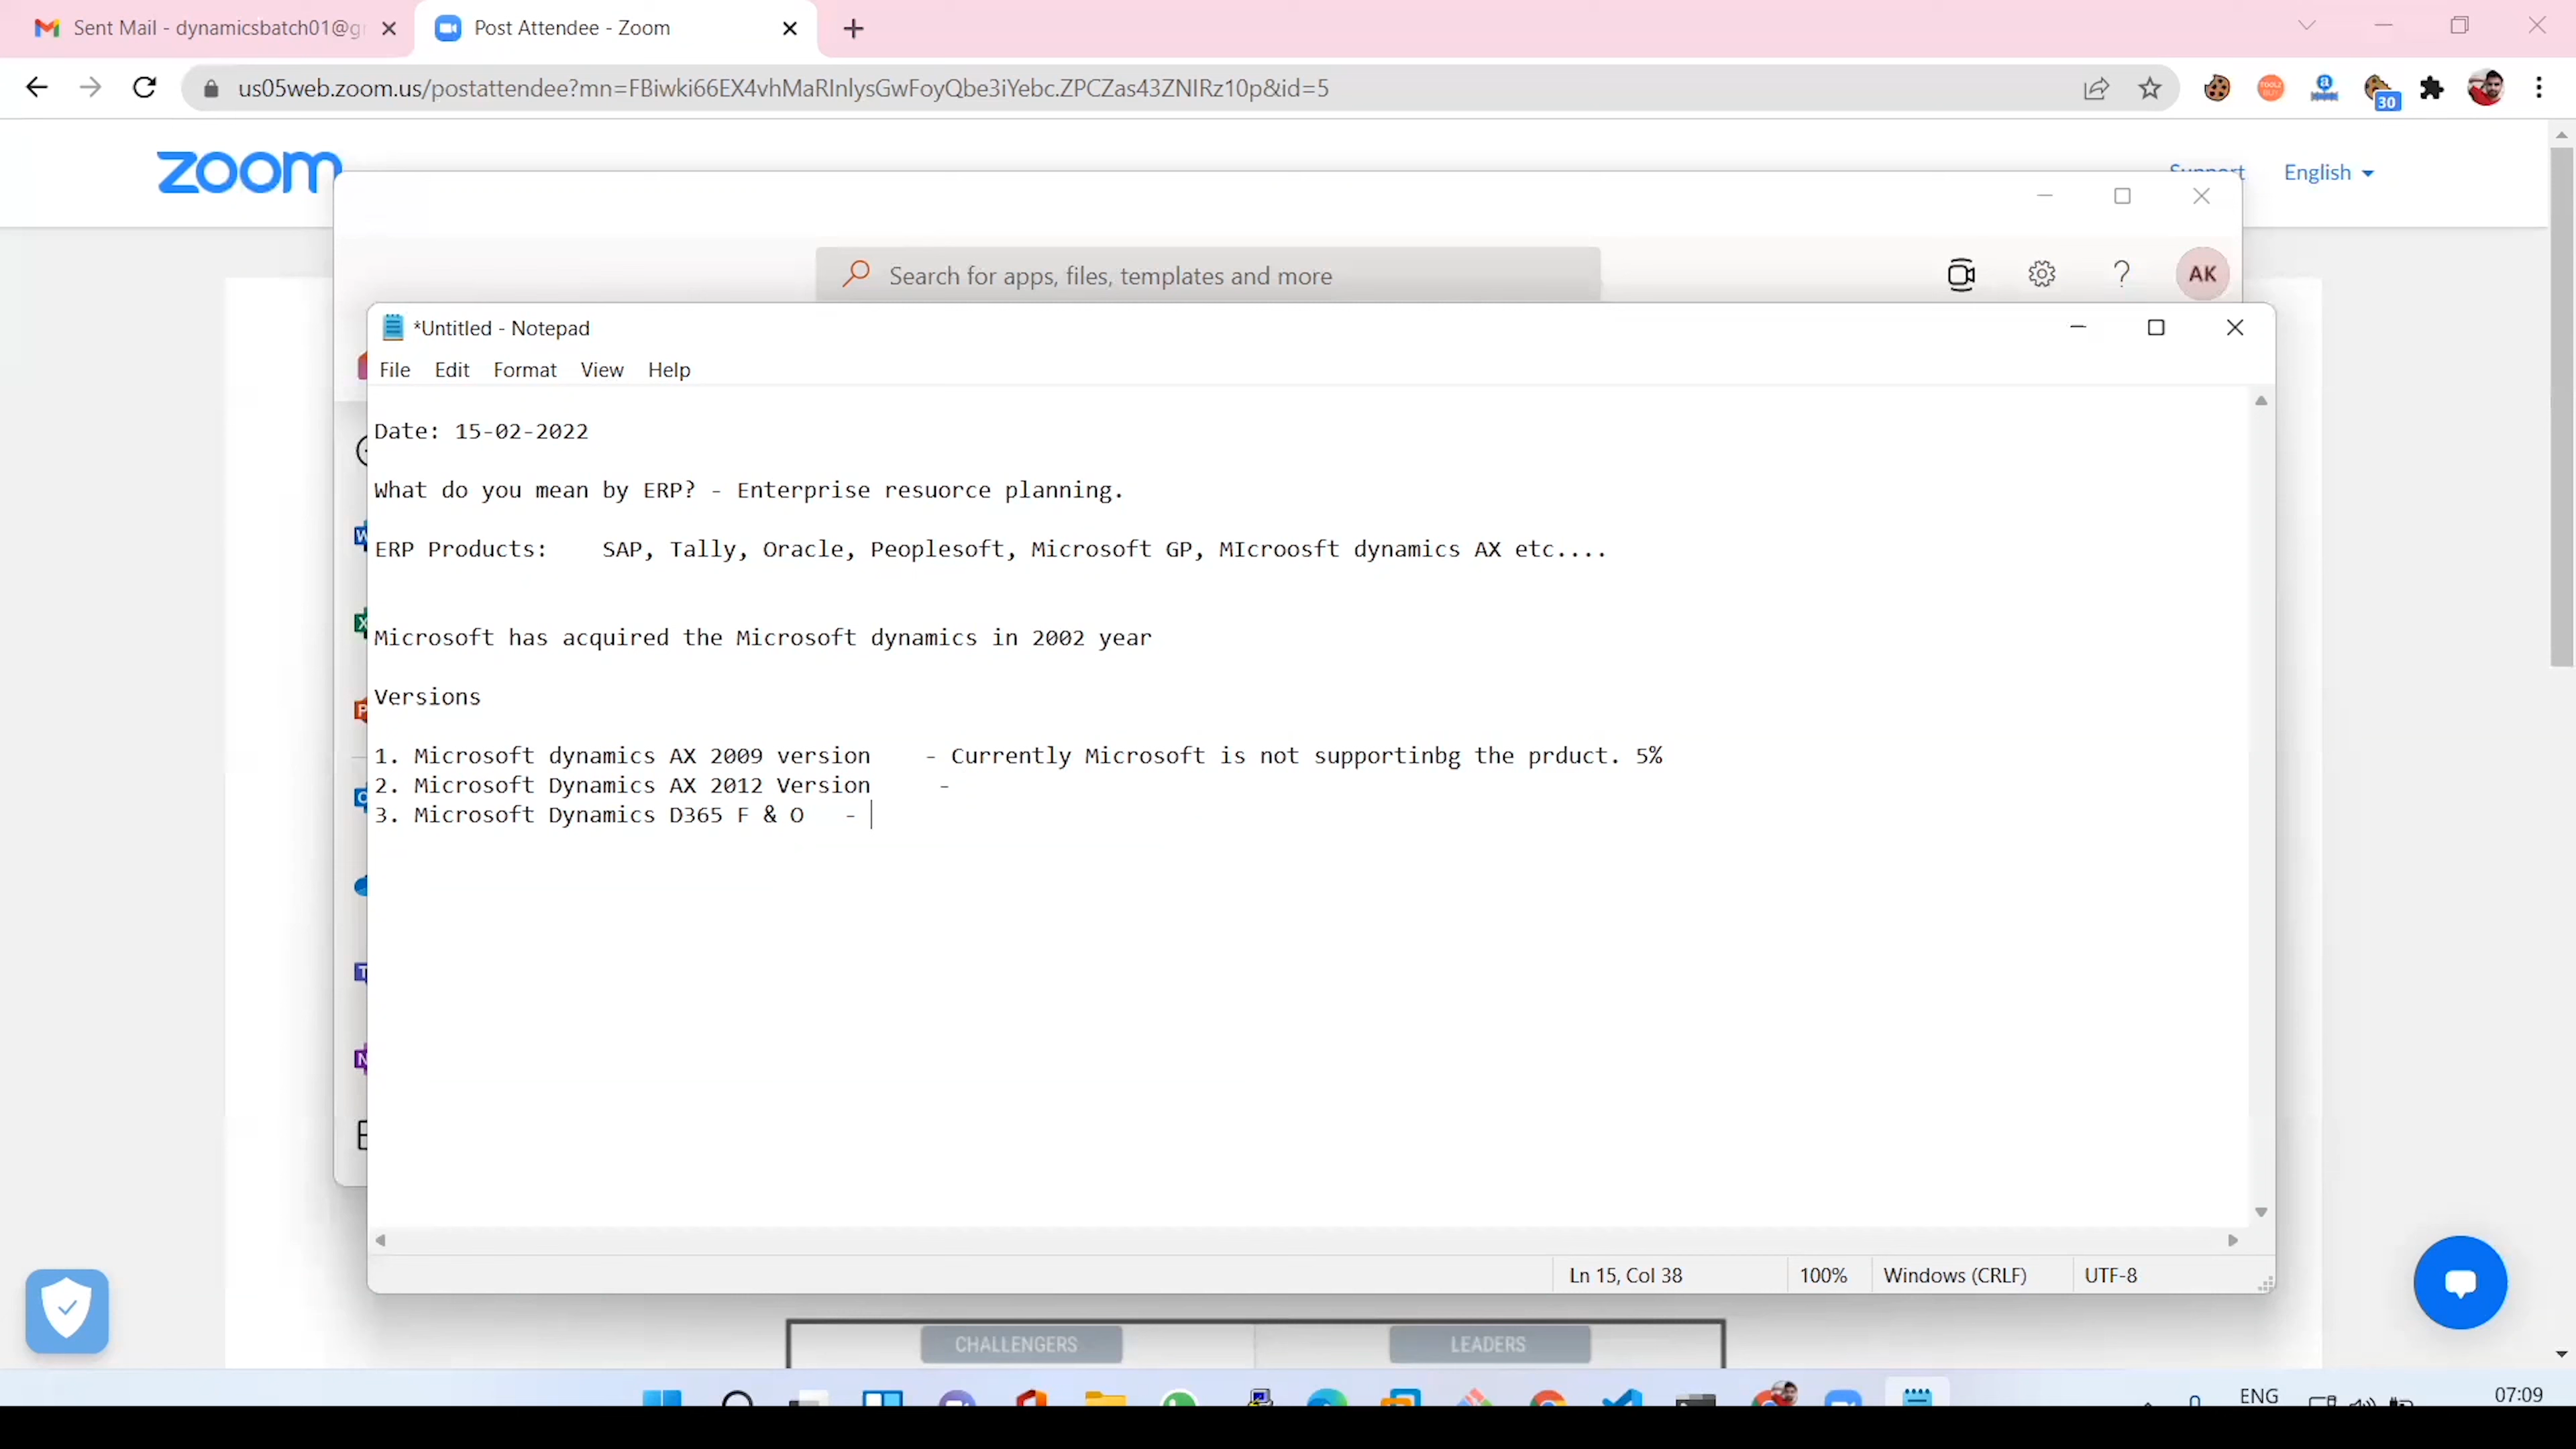 Sent Mail - dynamicsbatch01@g
Post Attendee - Zoom
us05web.zoom.us/postattendee?mn=FBiwki66EX4vhMaRInlysGwFoyQbe3iYebc.ZPCZas43ZNIRz10p&id=5
30
zoom
Support
English
Search for apps, files, templates and more
AK
*Untitled - Notepad
File Edit Format View Help
Date: 15-02-2022
What do you mean by ERP? - Enterprise resuorce planning.
ERP Products: SAP, Tally, Oracle, Peoplesoft, Microsoft GP, MIcroosft dynamics AX etc....
Microsoft has acquired the Microsoft dynamics in 2002 year
Versions
1. Microsoft dynamics AX 2009 version - Currently Microsoft is not supportinbg the prduct. 5%
2. Microsoft Dynamics AX 2012 Version -
3. Microsoft Dynamics D365 F & O -
Ln 15, Col 38
100%
Windows (CRLF)
UTF-8
CHALLENGERS
LEADERS
ENG
07:09